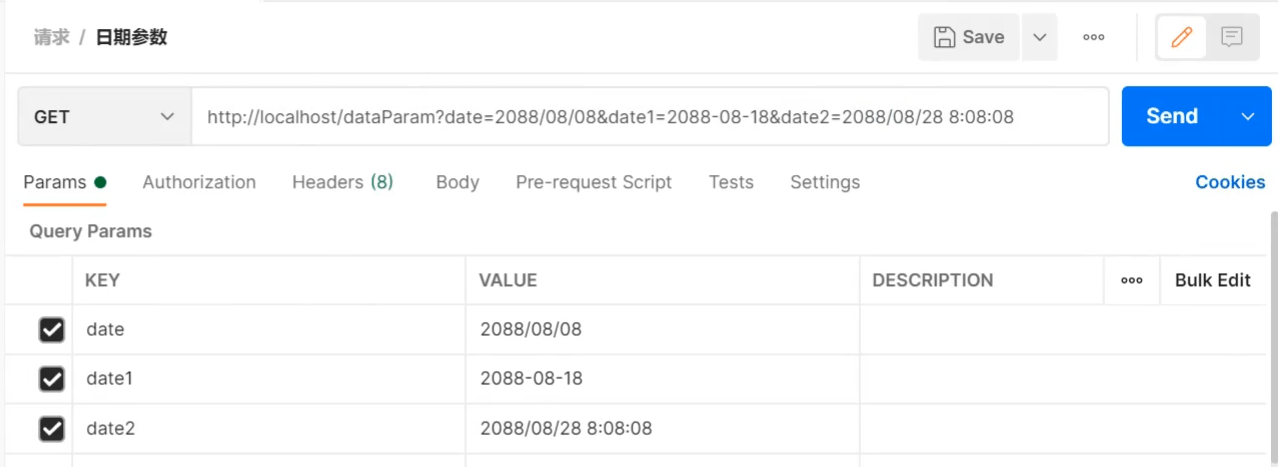 请求 / 日期参数 Save
GET http://localhost/dataParam?date=2088/08/08&date1=2088-08-18&date2=2088/08/28 8:08:08 Send
Params Authorization Headers (8) Body Pre-request Script Tests Settings Cookies
Query Params
KEY VALUE DESCRIPTION Bulk Edit
date 2088/08/08
date1 2088-08-18
date2 2088/08/28 8:08:08